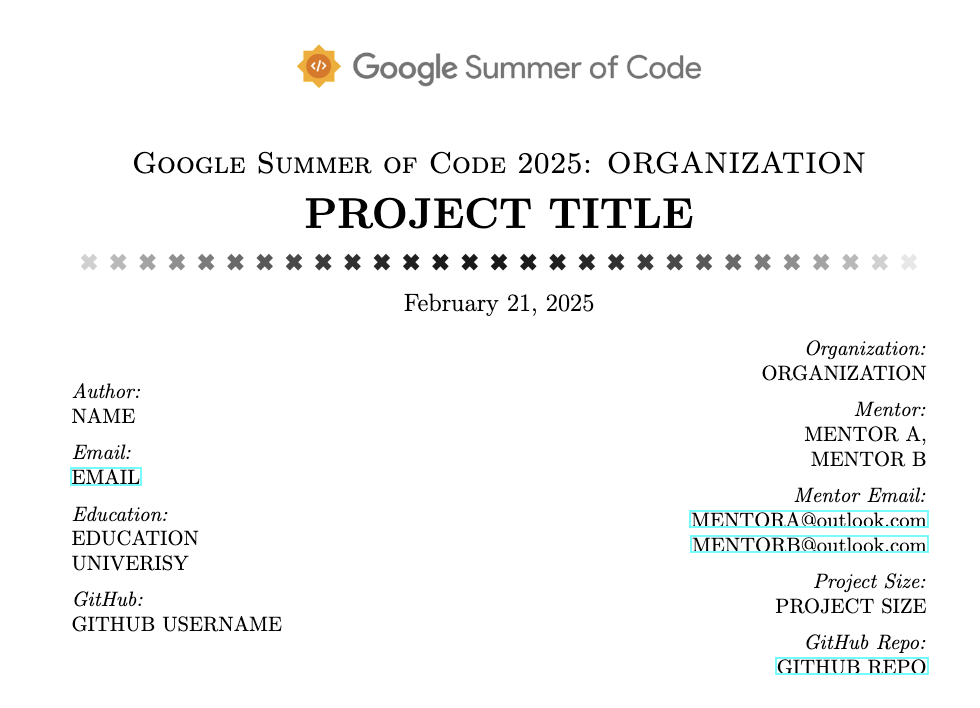 Google Summer of Code
Google Summer of Code 2025: ORGANIZATION
PROJECT TITLE
February 21, 2025
Author:
NAME
Email:
EMAIL
Education:
EDUCATION
UNIVERISY
GitHub:
GITHUB USERNAME
Organization:
ORGANIZATION
Mentor:
MENTOR A,
MENTOR B
Mentor Email:
MENTORA@outlook.com
MENTORB@outlook.com
Project Size:
PROJECT SIZE
GitHub Repo:
GITHUB REPO